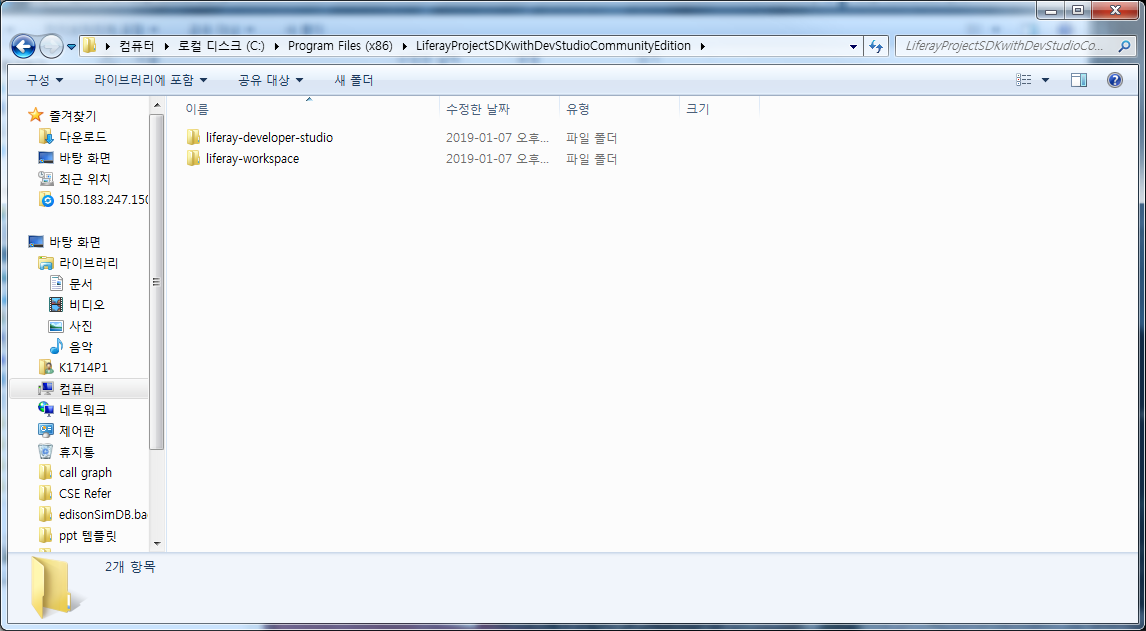 컴퓨터 로컬 디스크 (C:) Program Files (x86) LiferayProjectSDKwithDevStudioCommunityEdition
LiferayProjectSDKwithDevStudioCo...
구성 라이브러리에 포함 공유 대상 새 폴더
이름 수정한 날짜 유형 크기
liferay-developer-studio 2019-01-07 오후... 파일 폴더
liferay-workspace 2019-01-07 오후... 파일 폴더
즐겨찾기
다운로드
바탕 화면
최근 위치
150.183.247.150
바탕 화면
라이브러리
문서
비디오
사진
음악
K1714P1
컴퓨터
네트워크
제어판
휴지통
call graph
CSE Refer
edisonSimDB.ba
ppt 템플릿
2개 항목